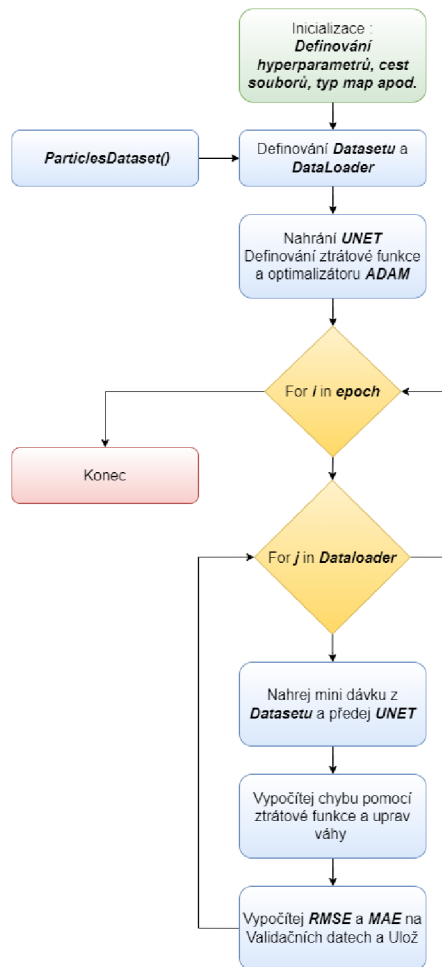 Inicializace :
Definování
hyperparametrů, cest
souborů, typ map apod.
ParticlesDataset()
Definování Datasetu a
DataLoader
Nahrání UNET
Definování ztrátové funkce
a optimalizátoru ADAM
For i in epoch
Konec
For j in Dataloader
Nahrej mini dávku z
Datasetu a předej UNET
Vypočítej chybu pomocí
ztrátové funkce a uprav
váhy
Vypočítej RMSE a MAE na
Validačních datech a Ulož